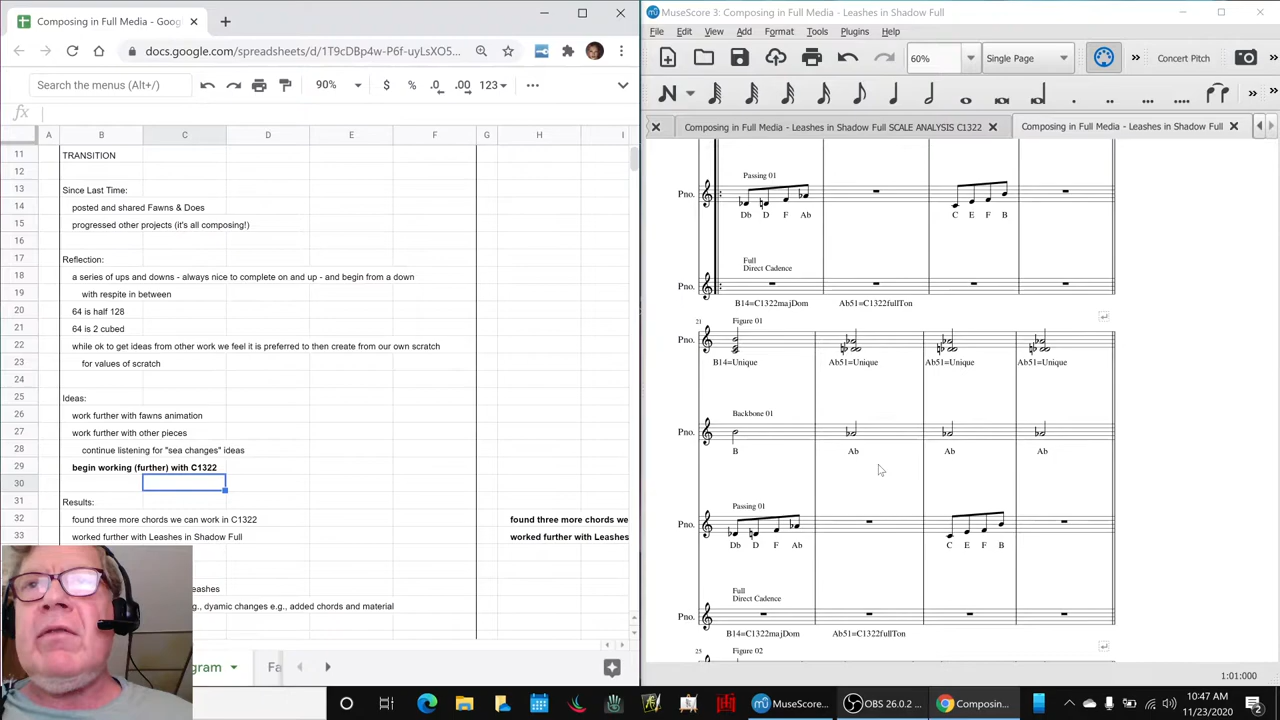 Composing in Full Media - Goog
docs.google.com/spreadsheets/d/1T9cDBp4w-P6f-uyLsXO5...
Search the menus (Alt+/)
90%
$ % .0 .00 123
fx
A B C D E F G H I
11 TRANSITION
12
13 Since Last Time:
14 posted and shared Fawns & Does
15 progressed other projects (it's all composing!)
16
17 Reflection:
18 a series of ups and downs - always nice to complete on and up - and begin from a down
19 with respite in between
20 64 is half 128
21 64 is 2 cubed
22 while ok to get ideas from other work we feel it is preferred to then create from our own scratch
23 for values of scratch
24
25 Ideas:
26 work further with fawns animation
27 work further with other pieces
28 continue listening for "sea changes" ideas
29 begin working (further) with C1322
30
31 Results:
32 found three more chords we can work in C1322 found three more chords we
33 worked further with Leashes in Shadow Full worked further with Leashes
eashes
g., dyamic changes e.g., added chords and material
gram Fa
MuseScore 3: Composing in Full Media - Leashes in Shadow Full
File Edit View Add Format Tools Plugins Help
60% Single Page Concert Pitch
Composing in Full Media - Leashes in Shadow Full SCALE ANALYSIS C1322
Composing in Full Media - Leashes in Shadow Full
Passing 01
Pno.
Db D F Ab C E F B
Full
Direct Cadence
Pno.
B14=C1322majDom Ab51=C1322fullTon
21 Figure 01
Pno.
B14=Unique Ab51=Unique Ab51=Unique Ab51=Unique
Backbone 01
Pno.
B Ab Ab Ab
Passing 01
Pno.
Db D F Ab C E F B
Full
Direct Cadence
Pno.
B14=C1322majDom Ab51=C1322fullTon
25 Figure 02
1:01:000
MuseScore... OBS 26.0.2 ... Composin...
10:47 AM
11/23/2020
2